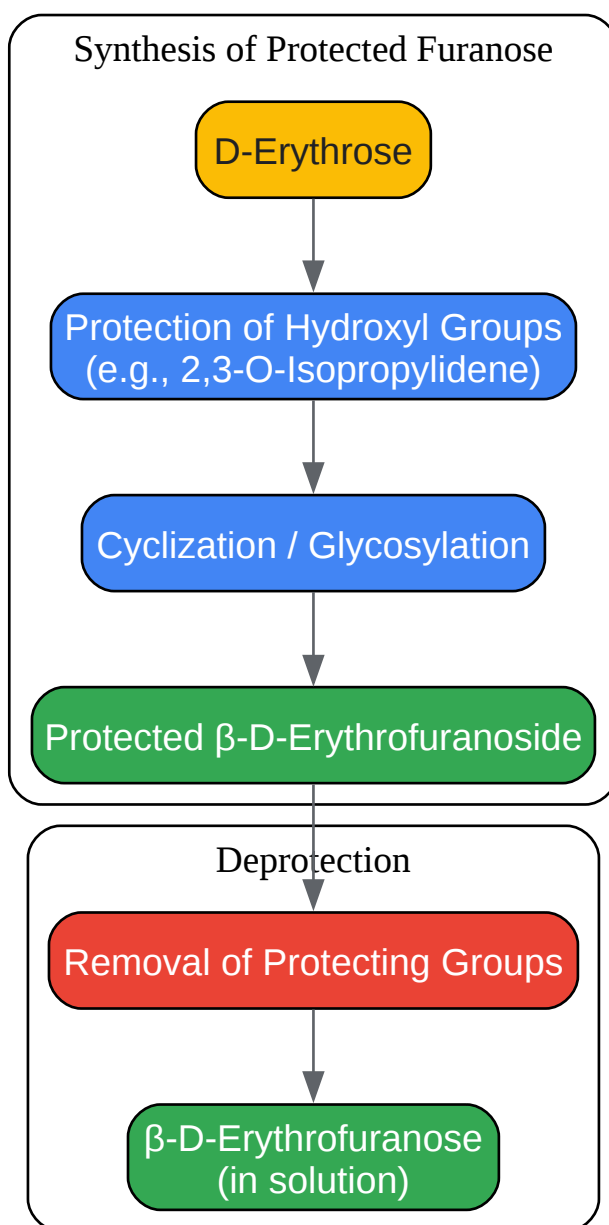 Synthesis of Protected Furanose
D-Erythrose
Protection of Hydroxyl Groups
(e.g., 2,3-O-Isopropylidene)
Cyclization / Glycosylation
Protected β-D-Erythrofuranoside
Deprotection
Removal of Protecting Groups
β-D-Erythrofuranose
(in solution)